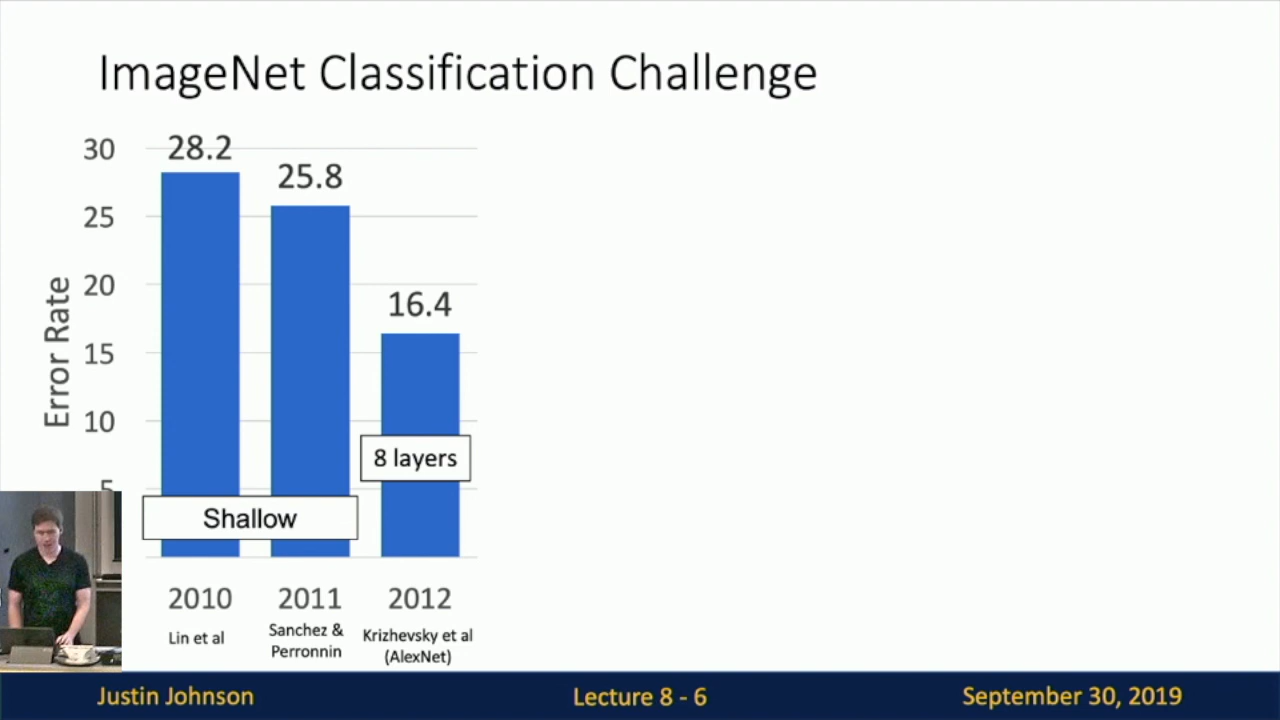 ImageNet Classification Challenge
30
25
20
15
10
5
Error Rate
28.2
25.8
16.4
8 layers
Shallow
2010
2011
2012
Lin et al
Sanchez &
Perronnin
Krizhevsky et al
(AlexNet)
Justin Johnson
Lecture 8 - 6
September 30, 2019